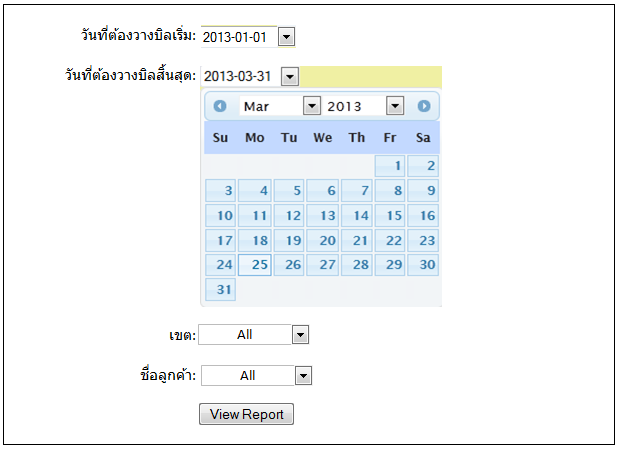 วันที่ต้องวางบิลเริ่ม: 2013-01-01
วันที่ต้องวางบิลสิ้นสุด: 2013-03-31
Mar 2013
Su Mo Tu We Th Fr Sa
1 2
3 4 5 6 7 8 9
10 11 12 13 14 15 16
17 18 19 20 21 22 23
24 25 26 27 28 29 30
31
เขต: All
ชื่อลูกค้า: All
View Report